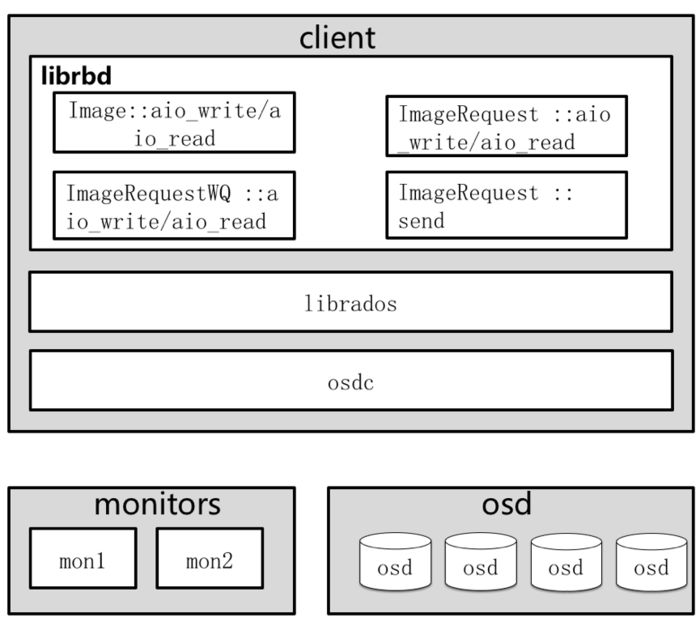 client
librbd
Image::aio_write/a
io_read
ImageRequest ::aio
_write/aio_read
ImageRequestWQ ::a
io_write/aio_read
ImageRequest ::
send
librados
osdc
monitors
mon1
mon2
osd
osd
osd
osd
osd